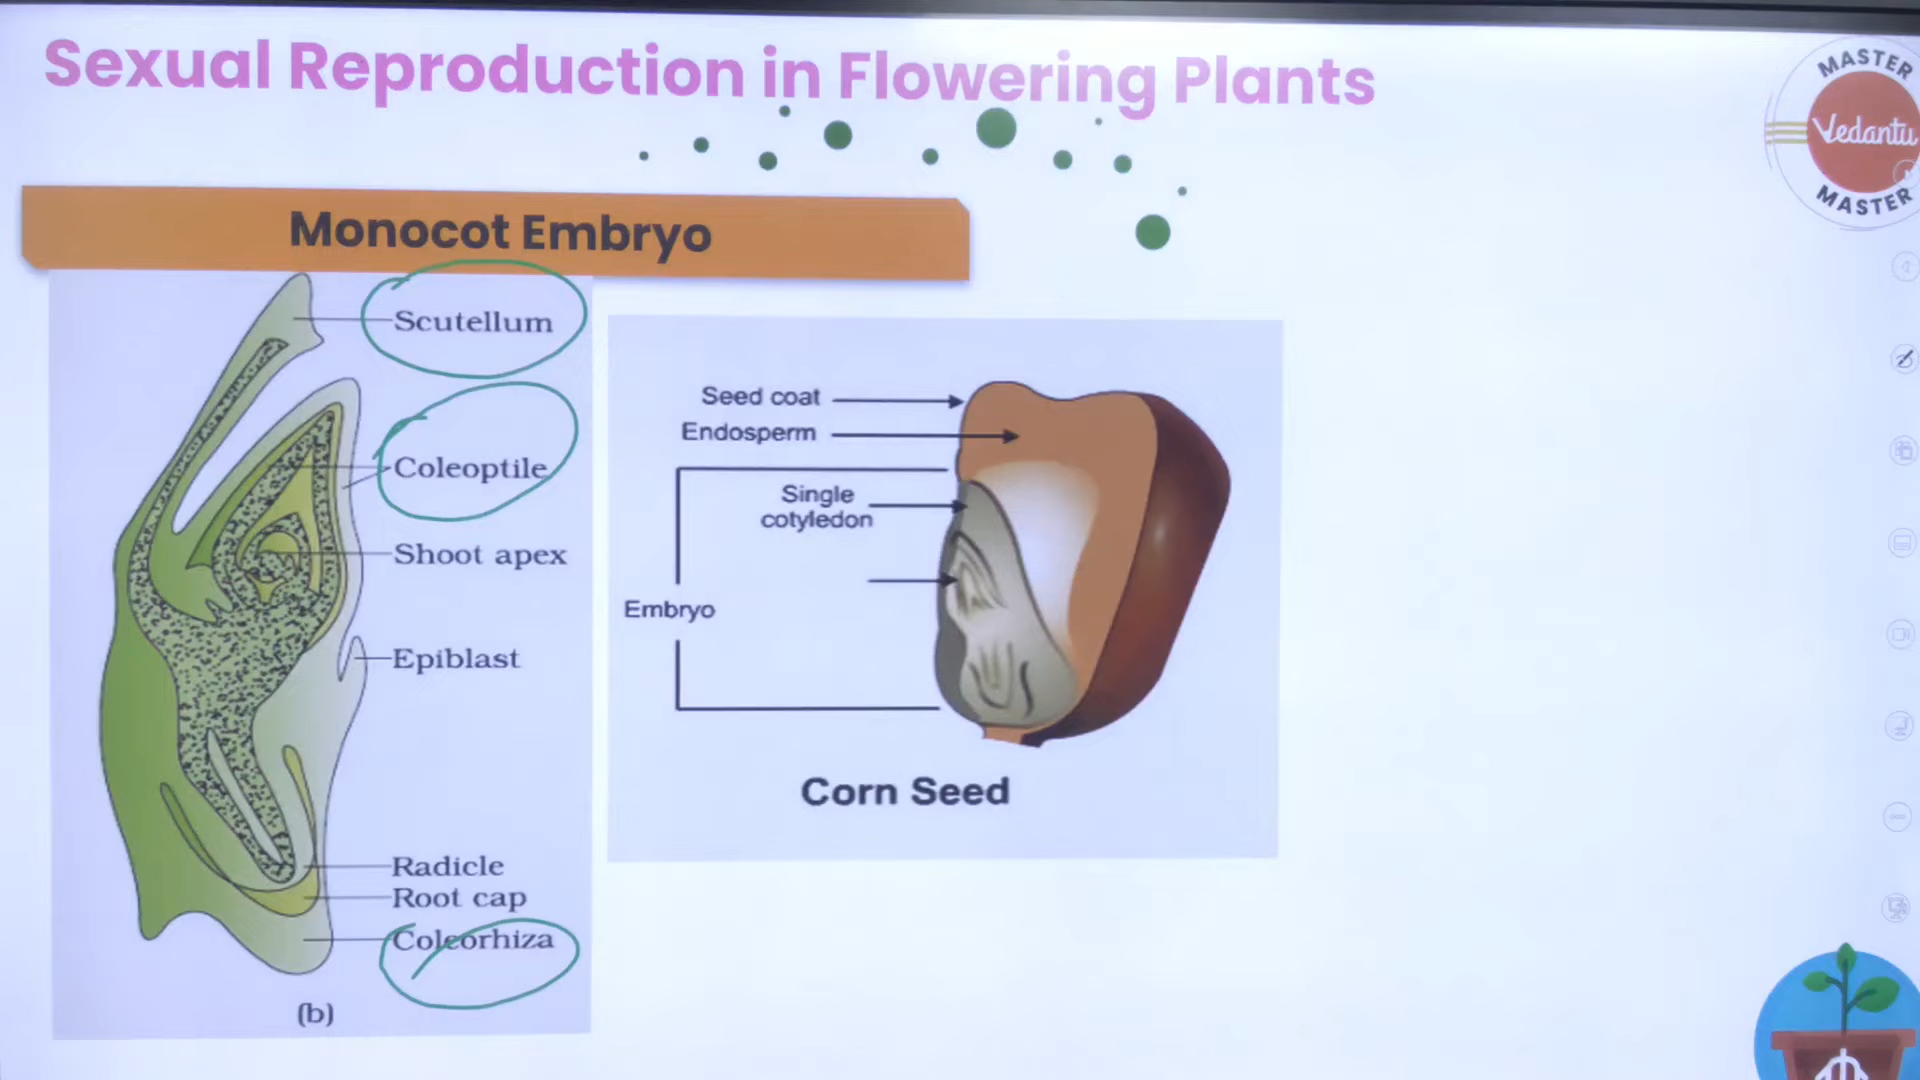 Sexual Reproduction in Flowering Plants
MASTER
Vedantu
MASTER
Monocot Embryo
Scutellum
Coleoptile
Shoot apex
Epiblast
Radicle
Root cap
Coleorhiza
(b)
Seed coat
Endosperm
Single
cotyledon
Embryo
Corn Seed